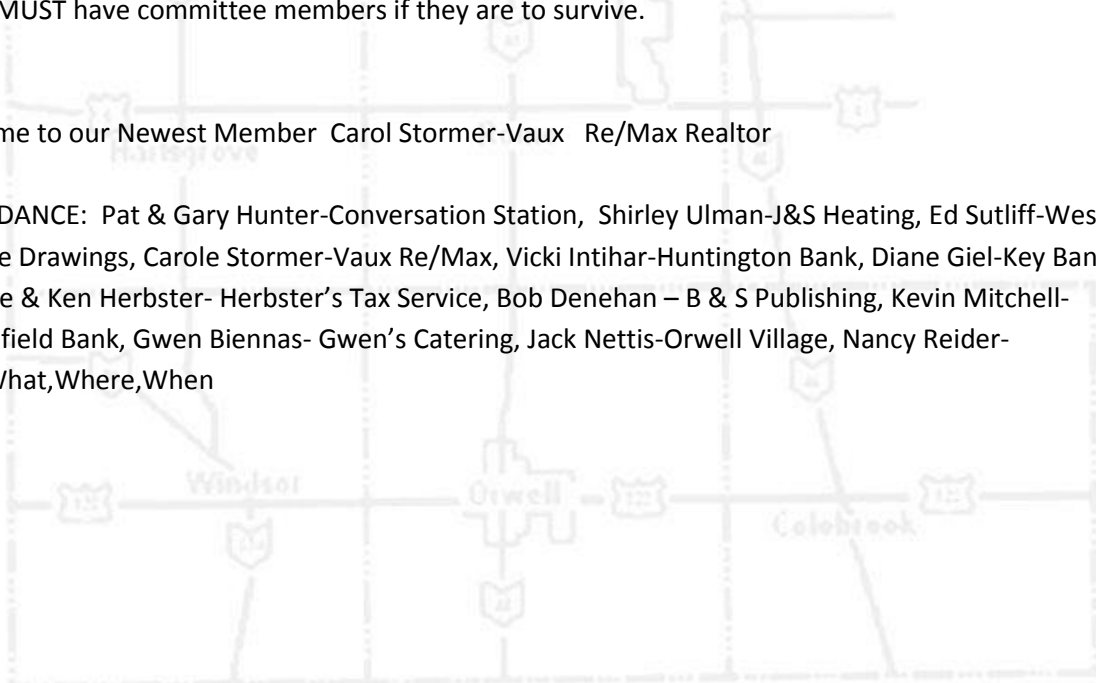 MUST have committee members if they are to survive.
me to our Newest Member Carol Stormer-Vaux Re/Max Realtor
Hartsgrove
DANCE: Pat & Gary Hunter-Conversation Station, Shirley Ulman-J&S Heating, Ed Sutliff-Wes
e Drawings, Carole Stormer-Vaux Re/Max, Vicki Intihar-Huntington Bank, Diane Giel-Key Ban
e & Ken Herbster- Herbster’s Tax Service, Bob Denehan – B & S Publishing, Kevin Mitchell-
field Bank, Gwen Biennas- Gwen’s Catering, Jack Nettis-Orwell Village, Nancy Reider-
What,Where,When
Windsor
Orwell
Colebrook